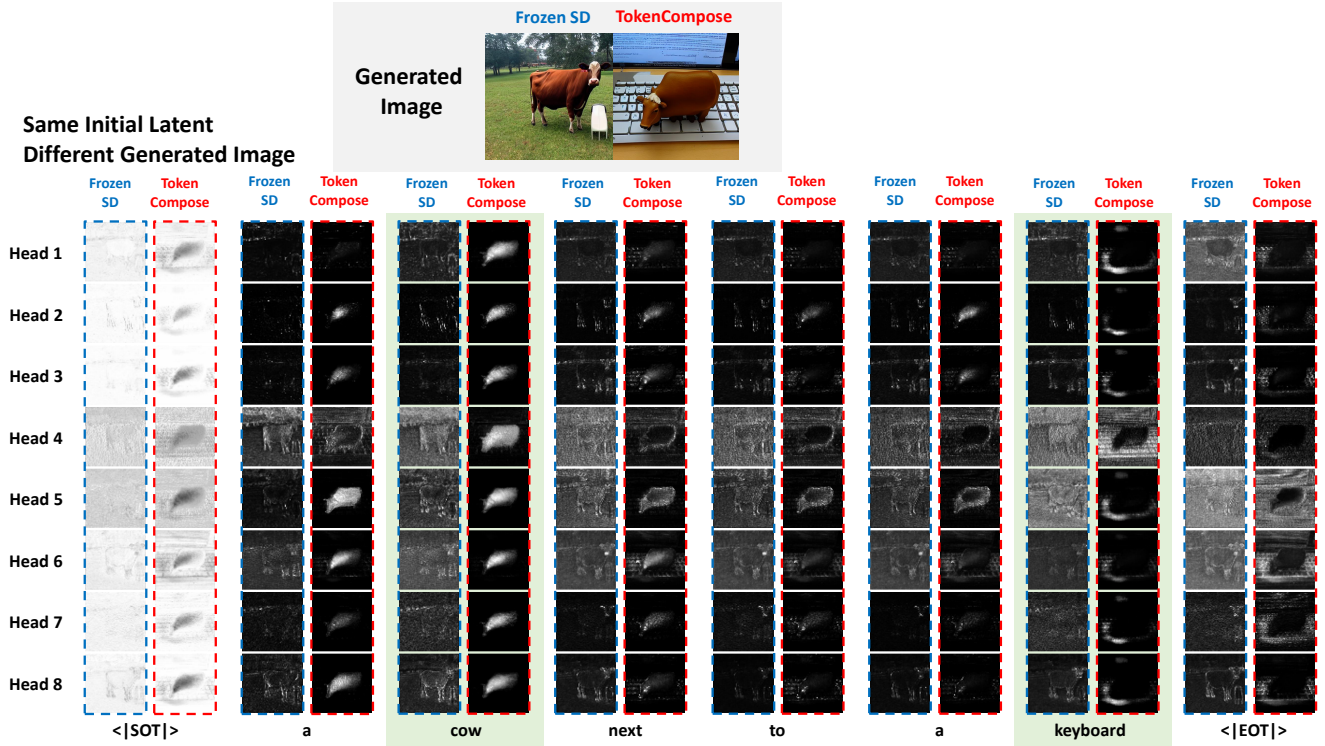 Frozen SD TokenCompose
Generated
Image
Same Initial Latent
Different Generated Image
Frozen Token Frozen Token Frozen Token Frozen Token Frozen Token Frozen Token Frozen Token Frozen Token
SD Compose SD Compose SD Compose SD Compose SD Compose SD Compose SD Compose SD Compose
Head 1
Head 2
Head 3
Head 4
Head 5
Head 6
Head 7
Head 8
<|SOT|> a cow next to a keyboard <|EOT|>